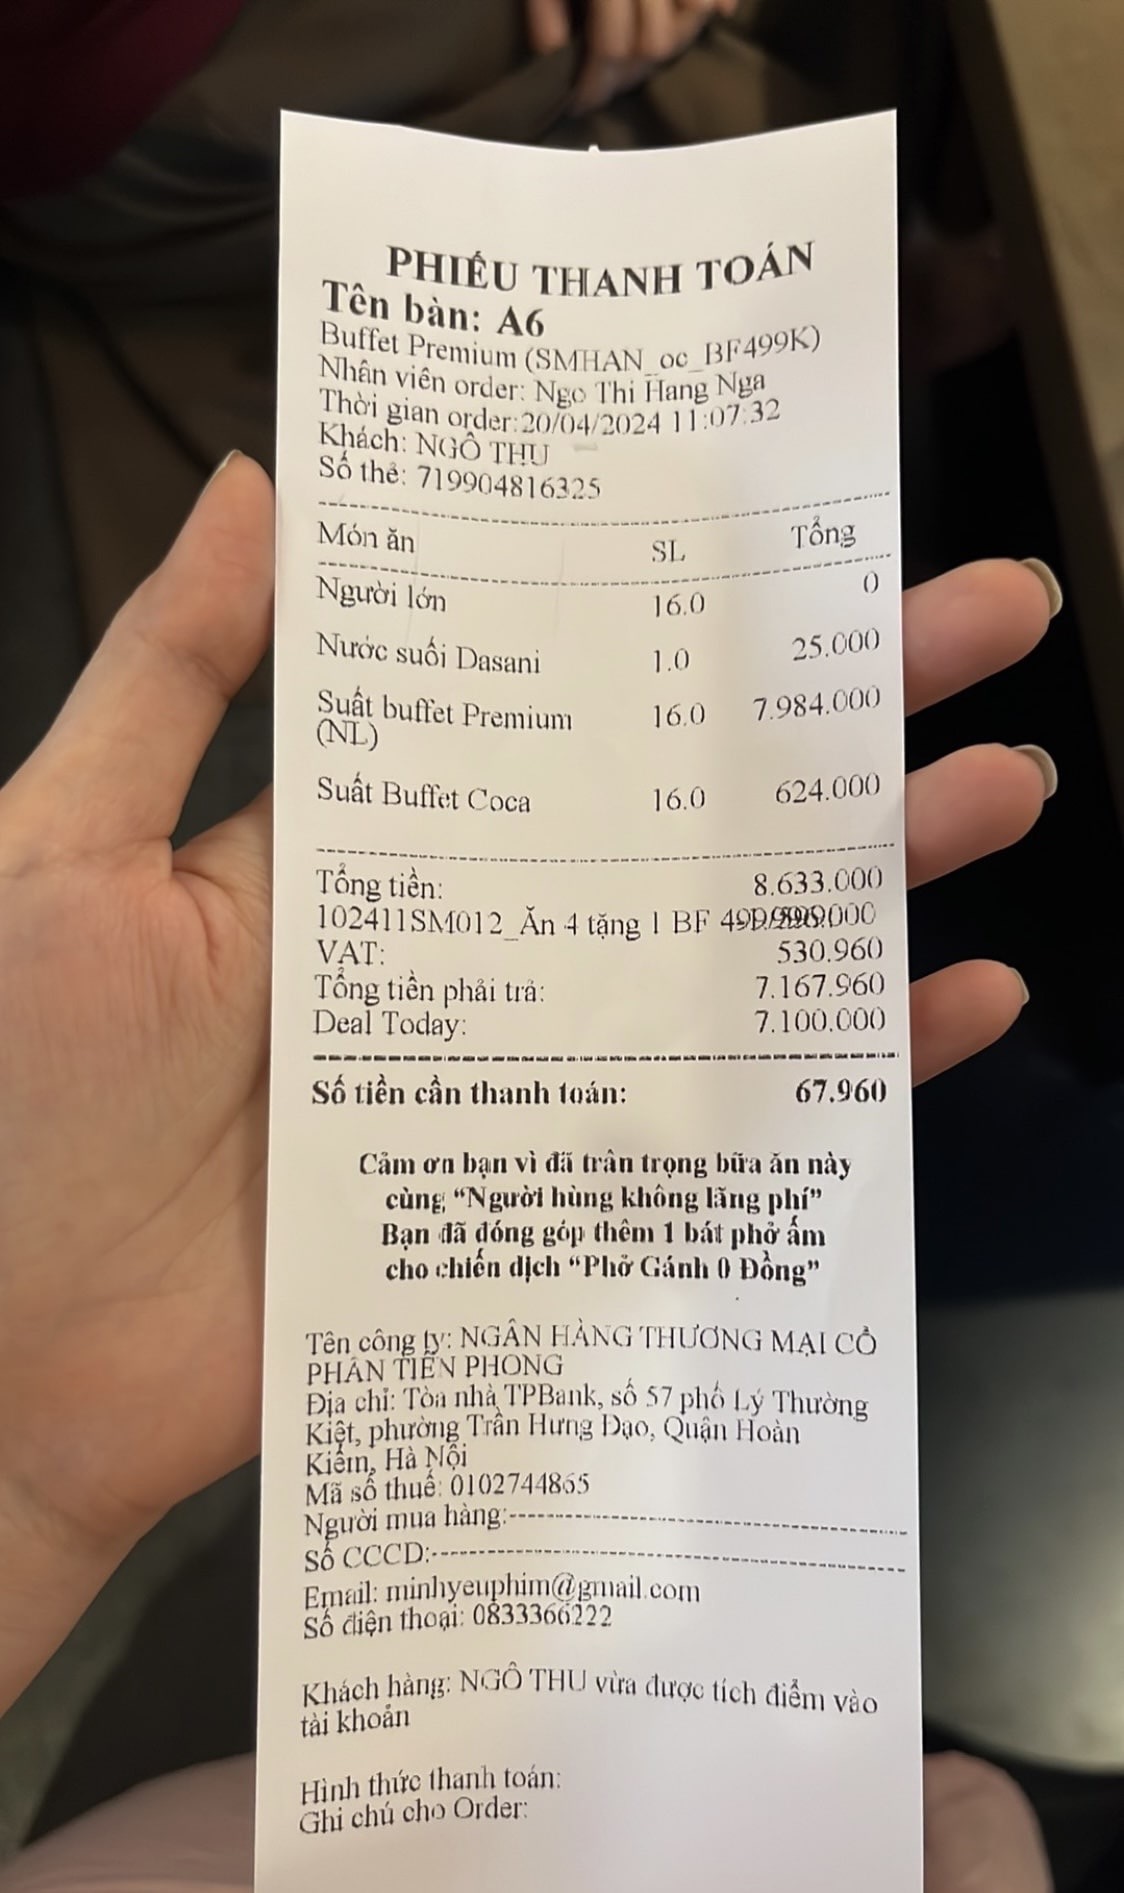 PHIẾU THANH TOÁN
Tên bàn: A6
Buffet Premium (SMHAN_oc_BF499K)
Nhân viên order: Ngo Thi Hang Nga
Thời gian order:20/04/2024 11:07:32
Khách: NGÔ THU
Số thẻ: 719904816325
Món ăn SL Tổng
Người lớn 16.0 0
Nước suối Dasani 1.0 25.000
Suất buffet Premium 16.0 7.984.000
(NL)
Suất Buffet Coca 16.0 624.000
Tổng tiền: 8.633.000
102411SM012_Ăn 4 tặng 1 BF
VAT: 530.960
Tổng tiền phải trả: 7.167.960
Deal Today: 7.100.000
Số tiền cần thanh toán: 67.960
Cảm ơn bạn vì đã trân trọng bữa ăn này
cùng “Người hùng không lãng phí”
Bạn đã đóng góp thêm 1 bát phở ấm
cho chiến dịch “Phở Gánh 0 Đồng”
Tên công ty: NGÂN HÀNG THƯƠNG MẠI CỔ
PHẦN TIÊN PHONG
Địa chỉ: Tòa nhà TPBank, số 57 phố Lý Thường
Kiệt, phường Trần Hưng Đạo, Quận Hoàn
Kiếm, Hà Nội
Mã số thuế: 0102744865
Người mua hàng:
Số CCCD:
Email: minhyeuphim@gmail.com
Số điện thoại: 0833366222
Khách hàng: NGÔ THU vừa được tích điểm vào
tài khoản
Hình thức thanh toán:
Ghi chú cho Order: